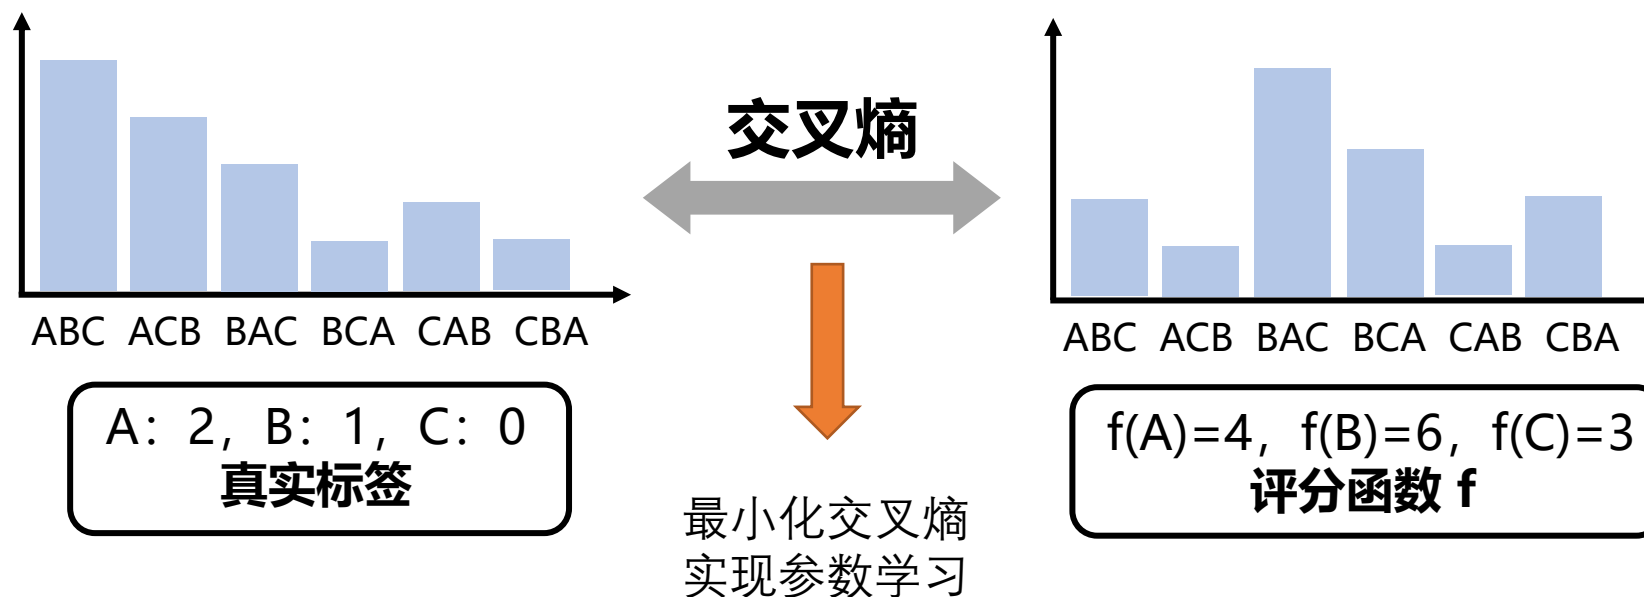 交叉熵
ABC ACB BAC BCA CAB CBA
A：2，B：1，C：0
真实标签
最小化交叉熵
实现参数学习
ABC ACB BAC BCA CAB CBA
f(A)=4，f(B)=6，f(C)=3
评分函数 f